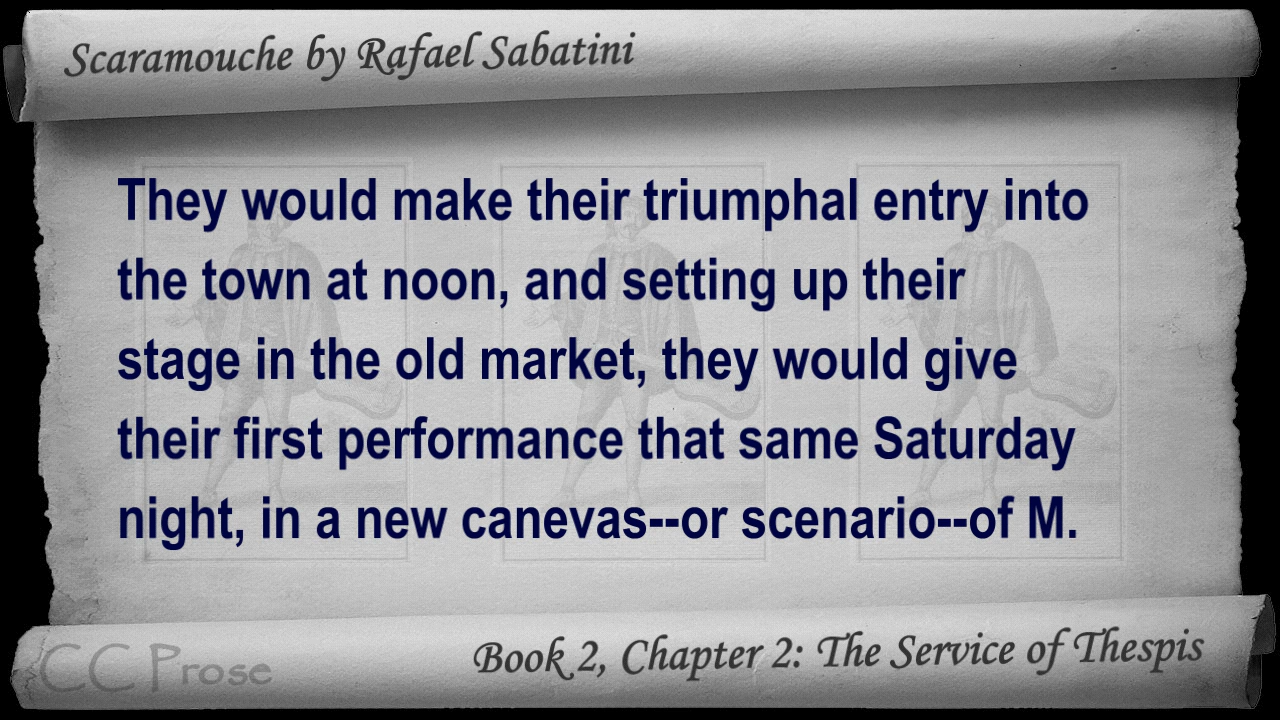 Scaramouche by Rafael Sabatini
They would make their triumphal entry into
the town at noon, and setting up their
stage in the old market, they would give
their first performance that same Saturday
night, in a new canevas--or scenario--of M.
CC Prose
Book 2, Chapter 2: The Service of Thespis